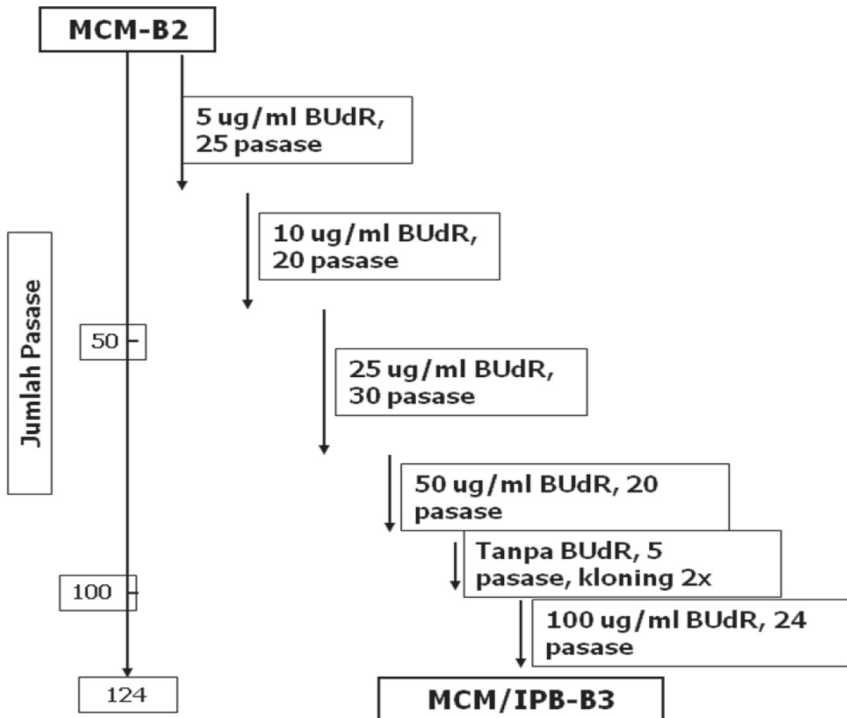 MCM-B2
5 ug/ml BUdR,
25 pasase
10 ug/ml BUdR,
20 pasase
Jumlah Pasase
50
25 ug/ml BUdR,
30 pasase
50 ug/ml BUdR, 20
pasase
Tanpa BUdR, 5
pasase, kloning 2x
100
100 ug/ml BUdR, 24
pasase
124
MCM/IPB-B3